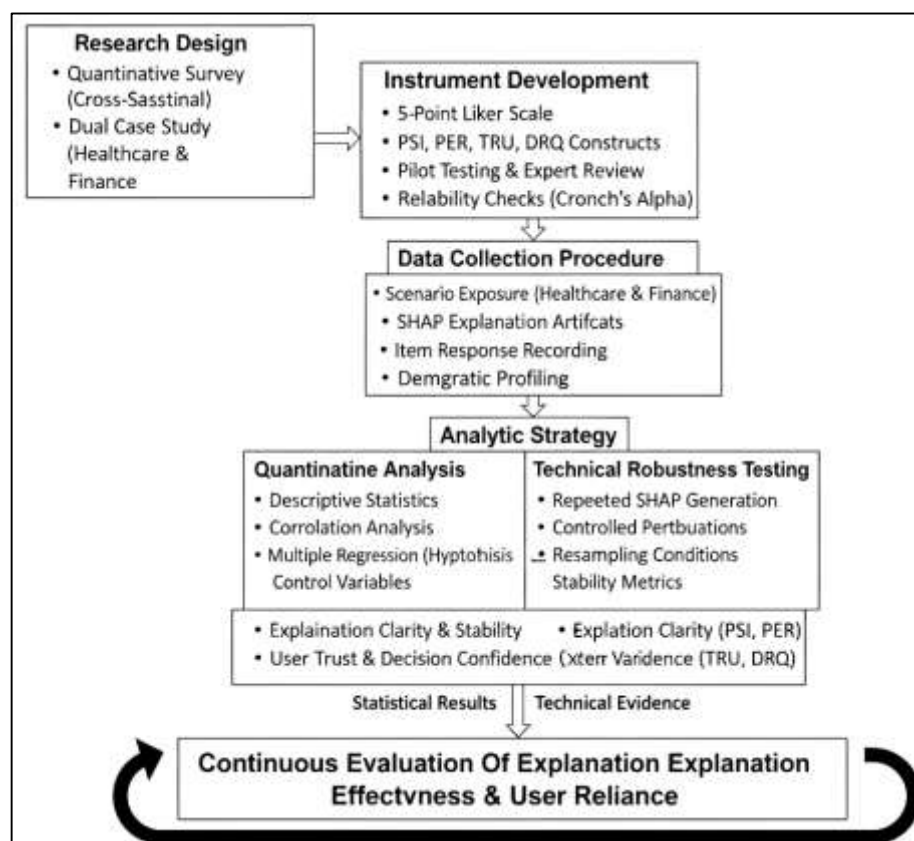 Research Design
• Quantinative Survey
(Cross-Sasstinal)
• Dual Case Study
(Healthcare &
Finance
Instrument Development
• 5-Point Liker Scale
• PSI, PER, TRU, DRQ Constructs
• Pilot Testing & Expert Review
• Relability Checks (Cronch's Alpha)
Data Collection Procedure
• Scenario Exposure (Healthcare & Finance)
• SHAP Explanation Artifcats
• Item Response Recording
• Demgratic Profiling
Analytic Strategy
Quantinatine Analysis
• Descriptive Statistics
• Corrolation Analysis
• Multiple Regression (Hyptothisis
Control Variables
Technical Robustness Testing
• Repeeted SHAP Generation
• Controlled Pertbuations
• Resampling Conditions
Stability Metrics
• Explaination Clarity & Stability
• User Trust & Decision Confidence
• Explation Clarity (PSI, PER)
(xterr Varidence (TRU, DRQ)
Statistical Results
Technical Evidence
Continuous Evaluation Of Explanation Explanation
Effectvness & User Reliance